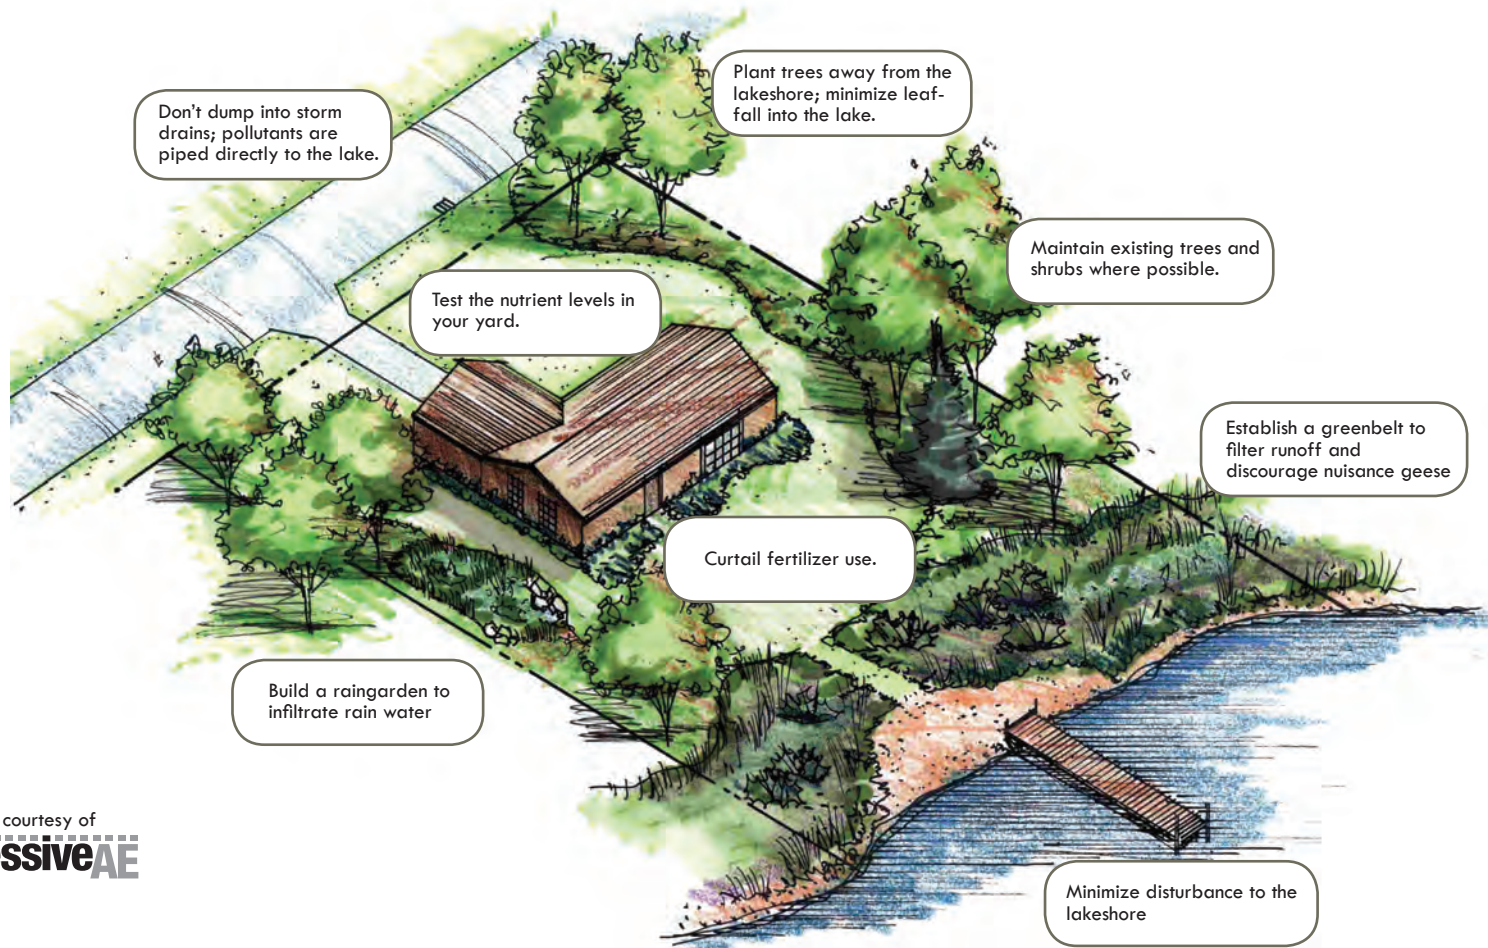 Don't dump into storm
drains; pollutants are
piped directly to the lake.
Plant trees away from the
lakeshore; minimize leaf-
fall into the lake.
Maintain existing trees and
shrubs where possible.
Test the nutrient levels in
your yard.
Establish a greenbelt to
filter runoff and
discourage nuisance geese
Curtail fertilizer use.
Build a raingarden to
infiltrate rain water
courtesy of
ssiveAE
Minimize disturbance to the
lakeshore